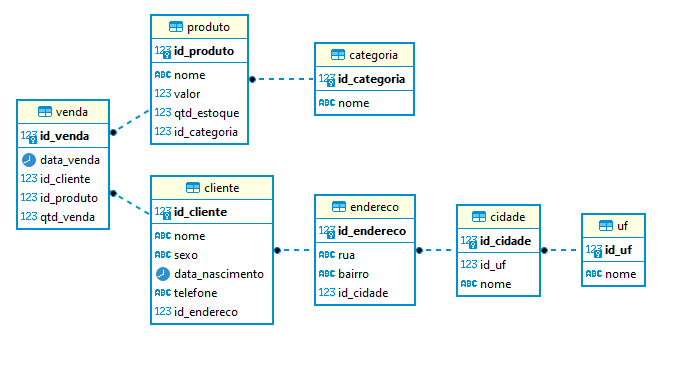 produto
123 id_produto
ABC nome
123 valor
123 qtd_estoque
123 id_categoria
categoria
123 id_categoria
ABC nome
venda
123 id_venda
data_venda
123 id_cliente
123 id_produto
123 qtd_venda
cliente
123 id_cliente
ABC nome
ABC sexo
data_nascimento
ABC telefone
123 id_endereco
endereco
123 id_endereco
ABC rua
ABC bairro
123 id_cidade
cidade
123 id_cidade
123 id_uf
ABC nome
uf
123 id_uf
ABC nome